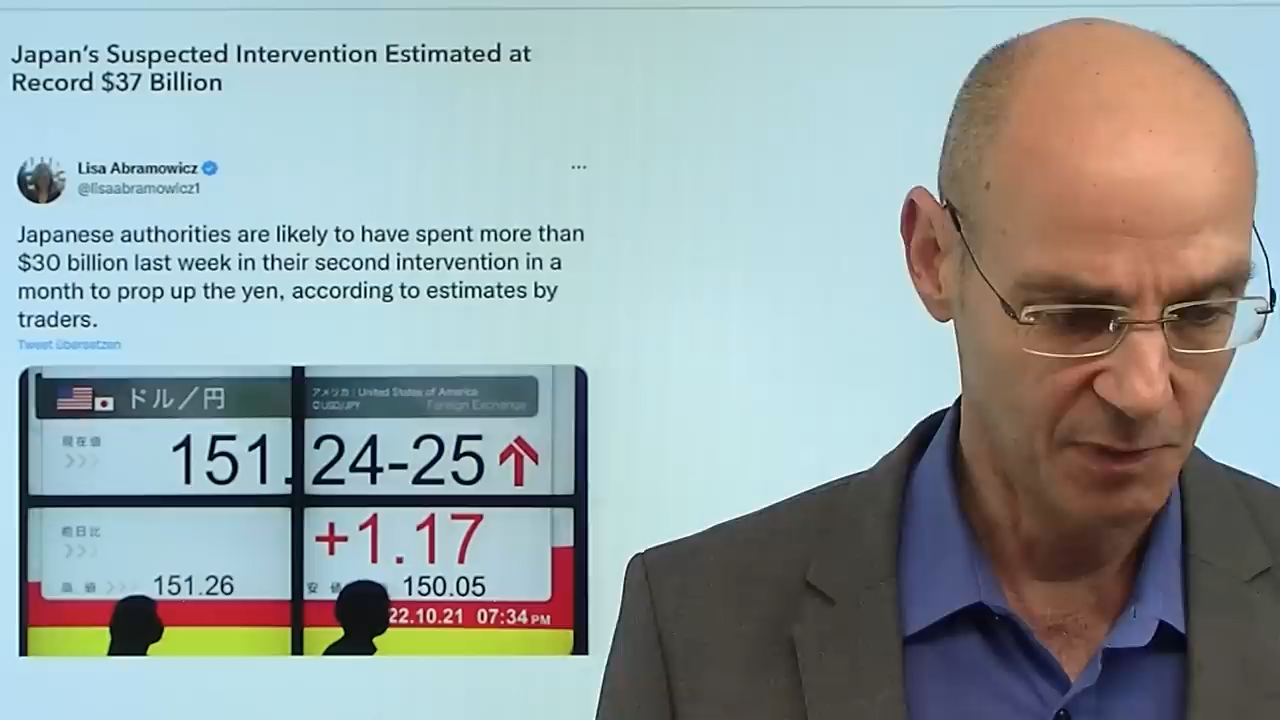 Japan's Suspected Intervention Estimated at
Record $37 Billion
Lisa Abramowicz
@lisaabramowicz1
Japanese authorities are likely to have spent more than
$30 billion last week in their second intervention in a
month to prop up the yen, according to estimates by
traders.
Tweet übersetzen
ドル/円
アメリカ : United States of America
USD/JPY Foreign Exchange
現在値
151.24-25
前日比
+1.17
151.26
安値 150.05
22.10.21 07:34 PM